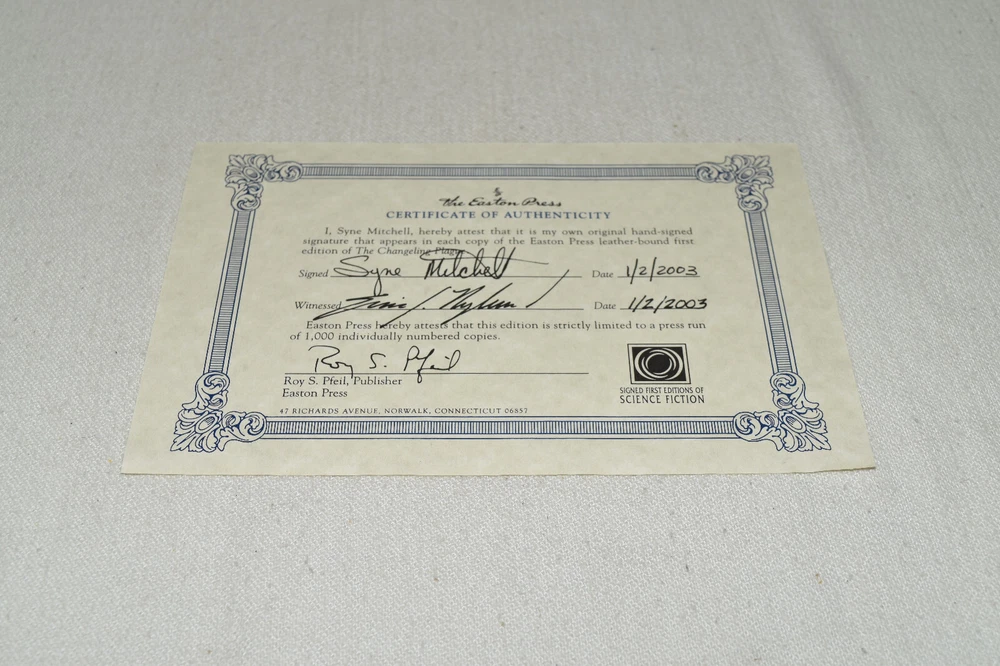 The Easton Press
CERTIFICATE OF AUTHENTICITY
I, Syne Mitchell, hereby attest that it is my own original hand-signed
signature that appears in each copy of the Easton Press leather-bound first
edition of The Changeling Plague
Signed Syne Mitchell Date 1/2/2003
Witnessed Date 1/2/2003
Easton Press hereby attests that this edition is strictly limited to a press run
of 1,000 individually numbered copies.
Roy S. Pfeil
Roy S. Pfeil, Publisher
Easton Press
SIGNED FIRST EDITIONS OF
SCIENCE FICTION
47 RICHARDS AVENUE, NORWALK, CONNECTICUT 06857